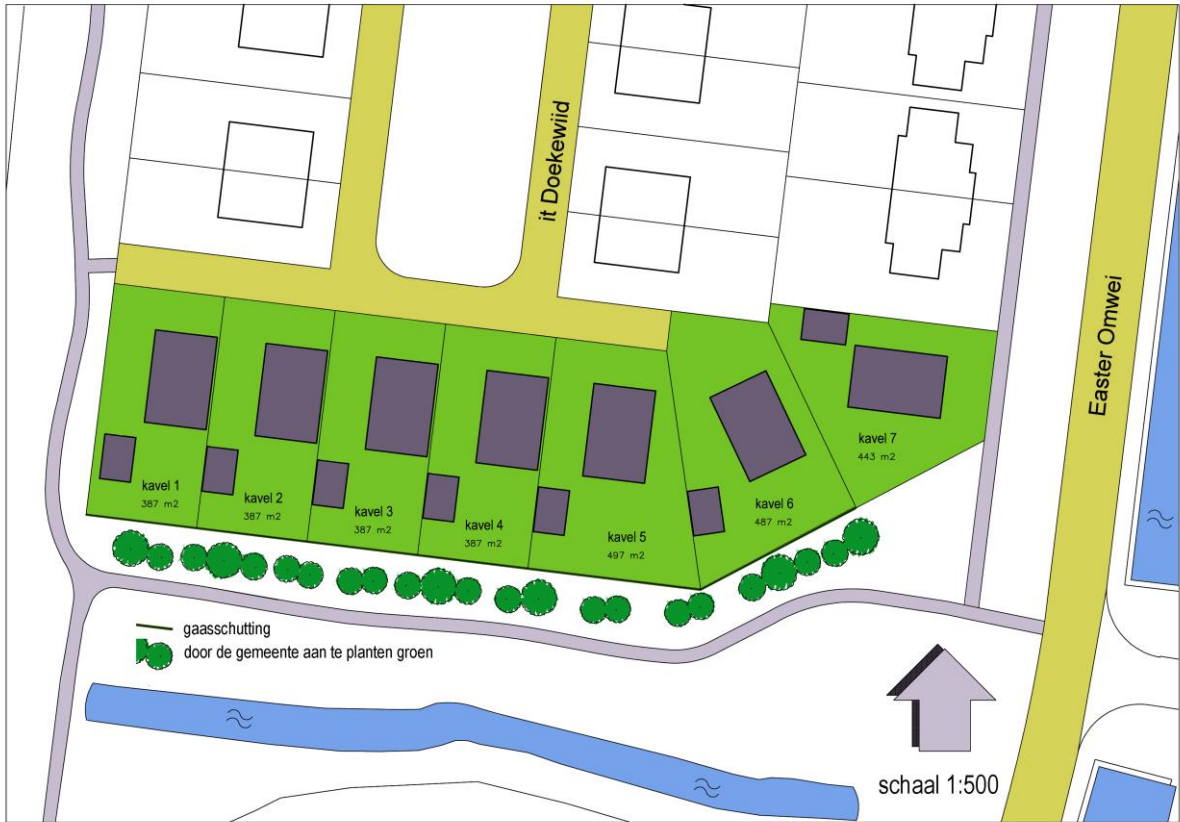 it Doekewiid
Easter Omwei
kavel 1
387 m2
kavel 2
387 m2
kavel 3
387 m2
kavel 4
387 m2
kavel 5
497 m2
kavel 6
487 m2
kavel 7
443 m2
gaasschutting
door de gemeente aan te planten groen
schaal 1:500